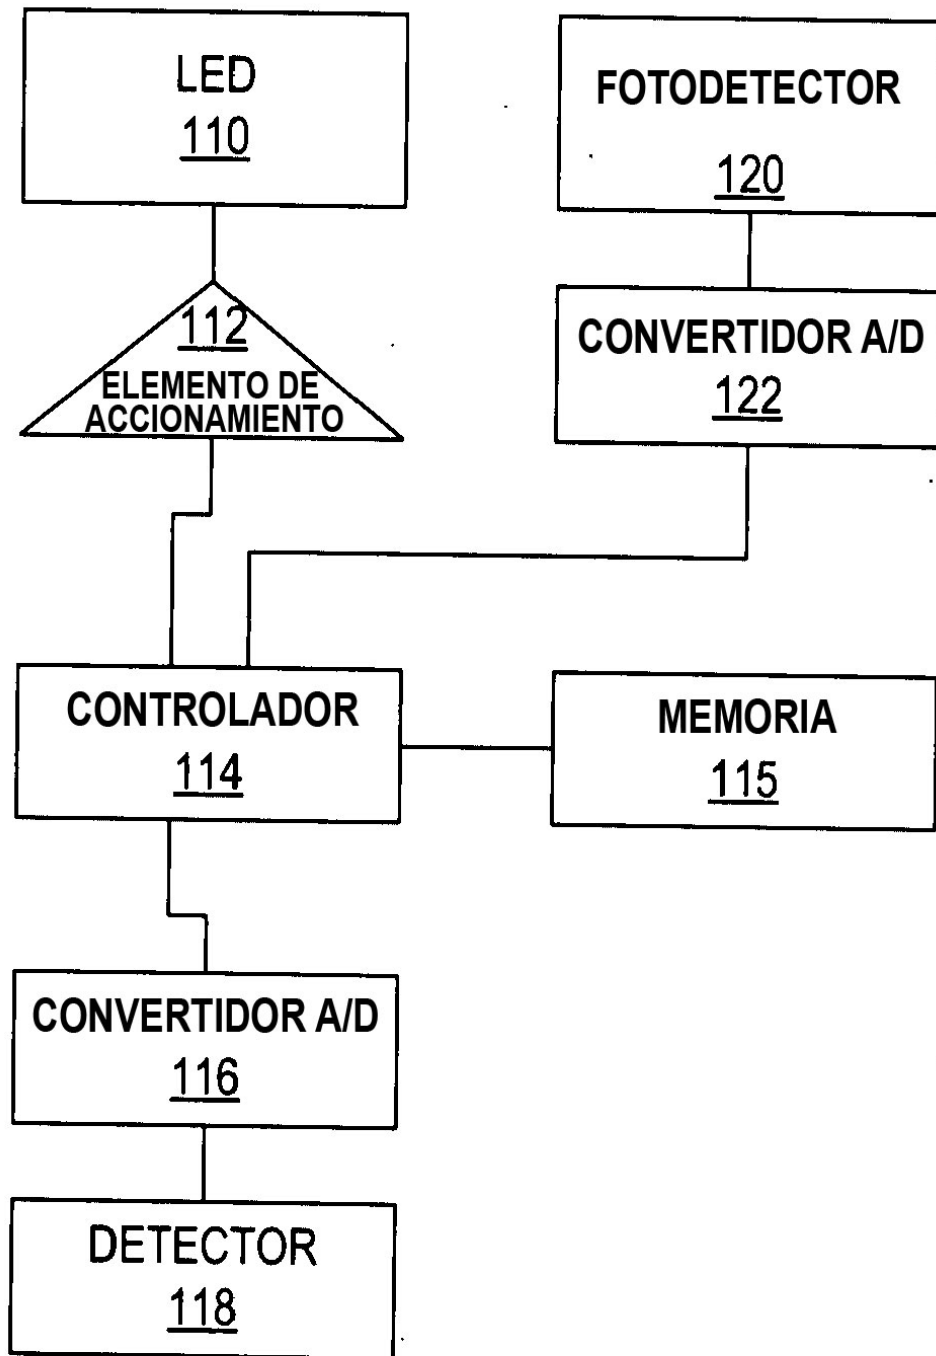 LED
110
FOTODETECTOR
120
112
ELEMENTO DE
ACCIONAMIENTO
CONVERTIDOR A/D
122
CONTROLADOR
114
MEMORIA
115
CONVERTIDOR A/D
116
DETECTOR
118